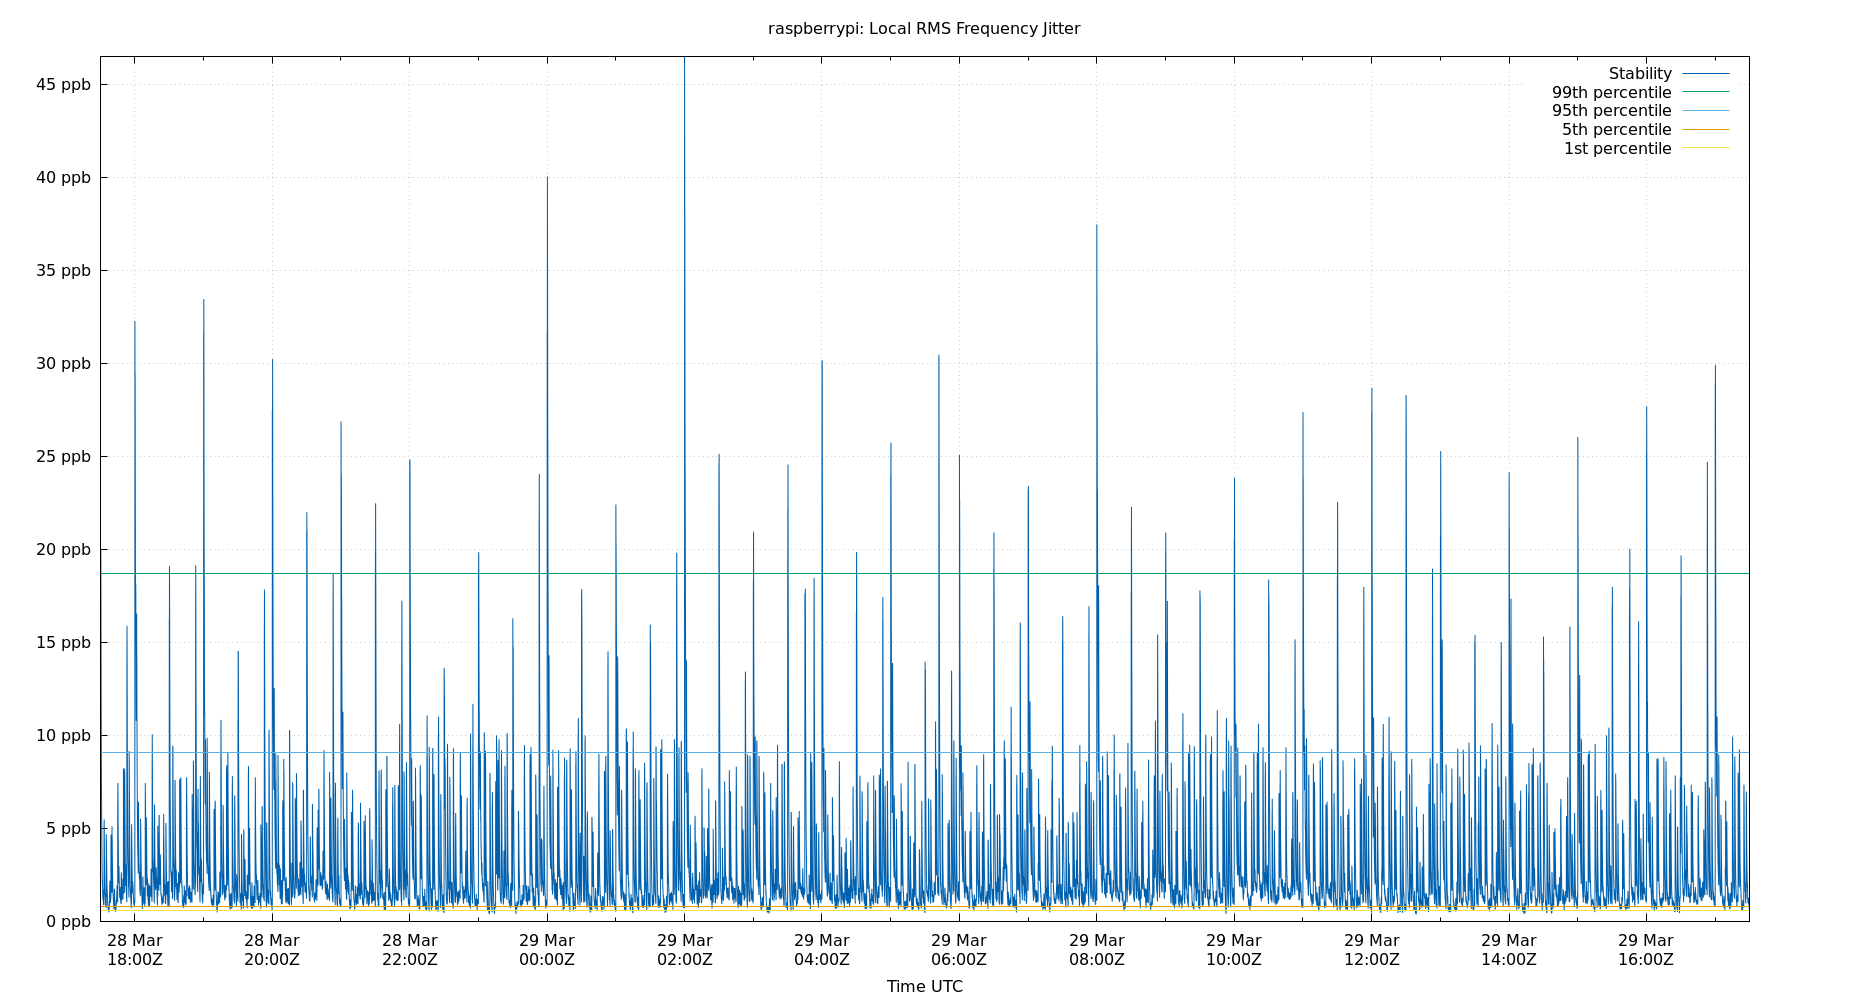 raspberrypi: Local RMS Frequency Jitter
Stability
99th percentile
95th percentile
5th percentile
1st percentile
45 ppb
40 ppb
35 ppb
30 ppb
25 ppb
20 ppb
15 ppb
10 ppb
5 ppb
0 ppb
28 Mar 28 Mar 28 Mar 29 Mar 29 Mar 29 Mar 29 Mar 29 Mar 29 Mar 29 Mar 29 Mar 29 Mar
18:00Z 20:00Z 22:00Z 00:00Z 02:00Z 04:00Z 06:00Z 08:00Z 10:00Z 12:00Z 14:00Z 16:00Z
Time UTC